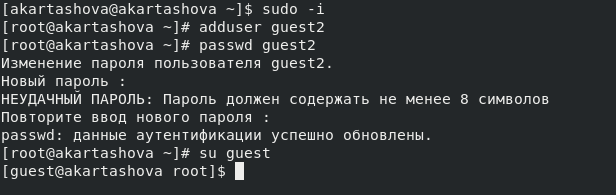 [akartashova@akartashova ~]$ sudo -i
[root@akartashova ~]# adduser guest2
[root@akartashova ~]# passwd guest2
Изменение пароля пользователя guest2.
Новый пароль :
НЕУДАЧНЫЙ ПАРОЛЬ: Пароль должен содержать не менее 8 символов
Повторите ввод нового пароля :
passwd: данные аутентификации успешно обновлены.
[root@akartashova ~]# su guest
[guest@akartashova root]$